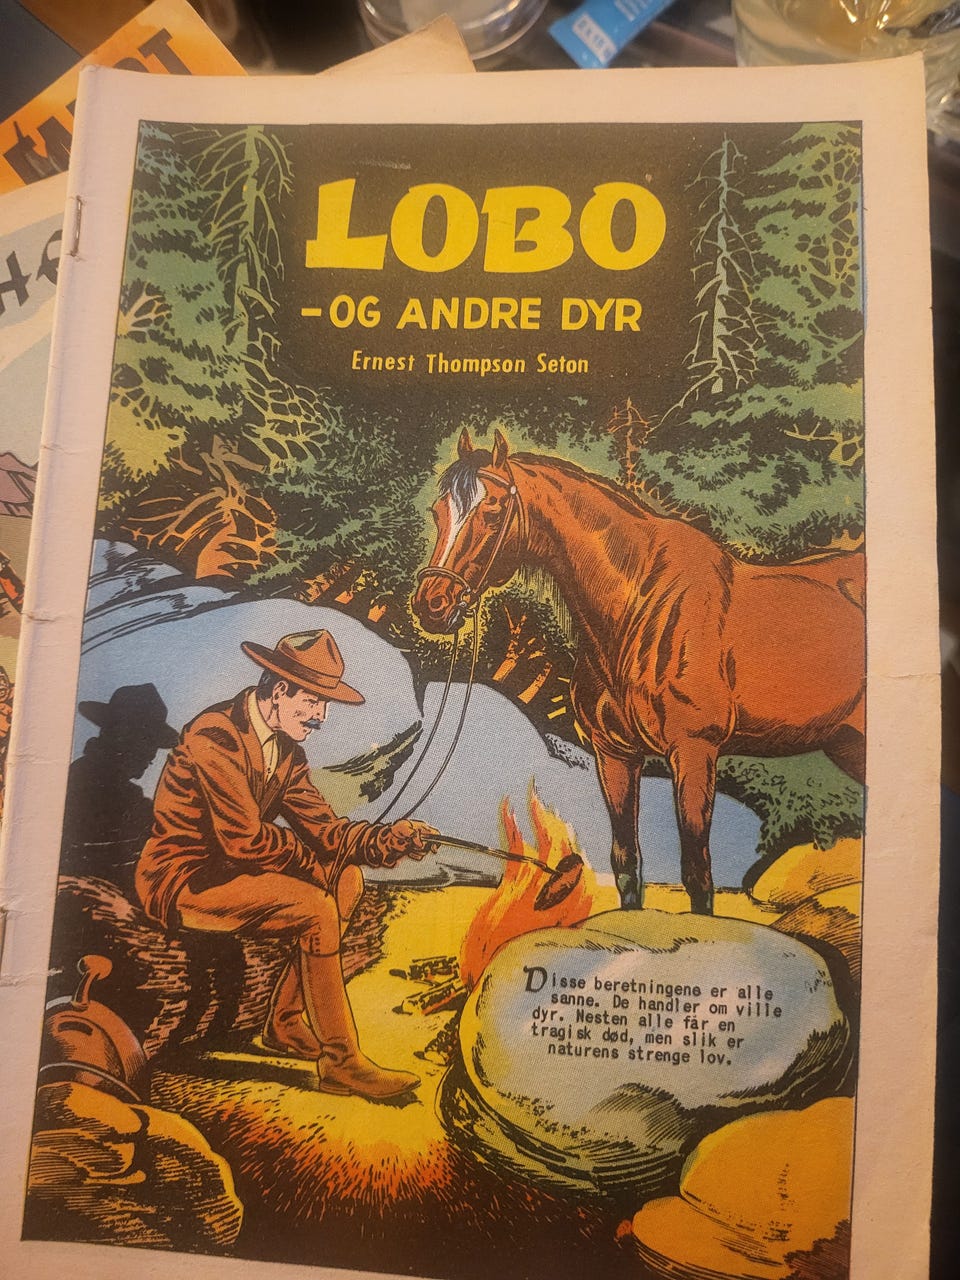 LOBO
-OG ANDRE DYR
Ernest Thompson Seton
Disse beretningene er alle
sanne. De handler om ville
dyr. Nesten alle får en
tragisk død, men slik er
naturens strenge lov.